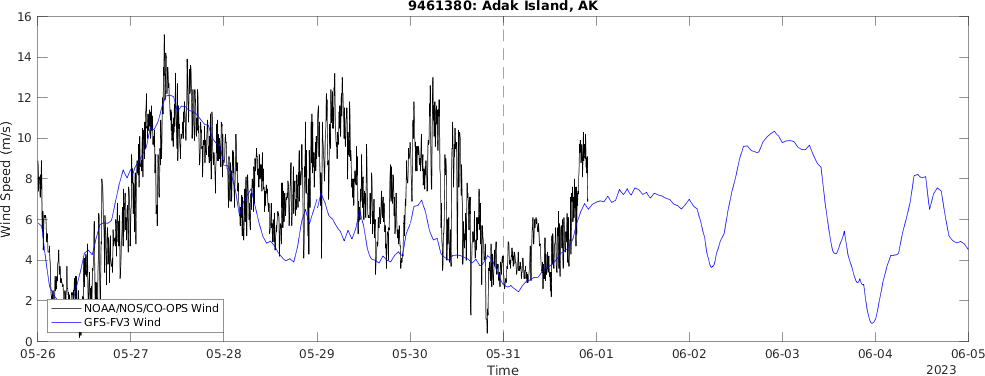 9461380: Adak Island, AK
Wind Speed (m/s)
16
14
12
10
8
6
4
2
0
NOAA/NOS/CO-OPS Wind
GFS-FV3 Wind
05-26 05-27 05-28 05-29 05-30 05-31 06-01 06-02 06-03 06-04 06-05
Time
2023